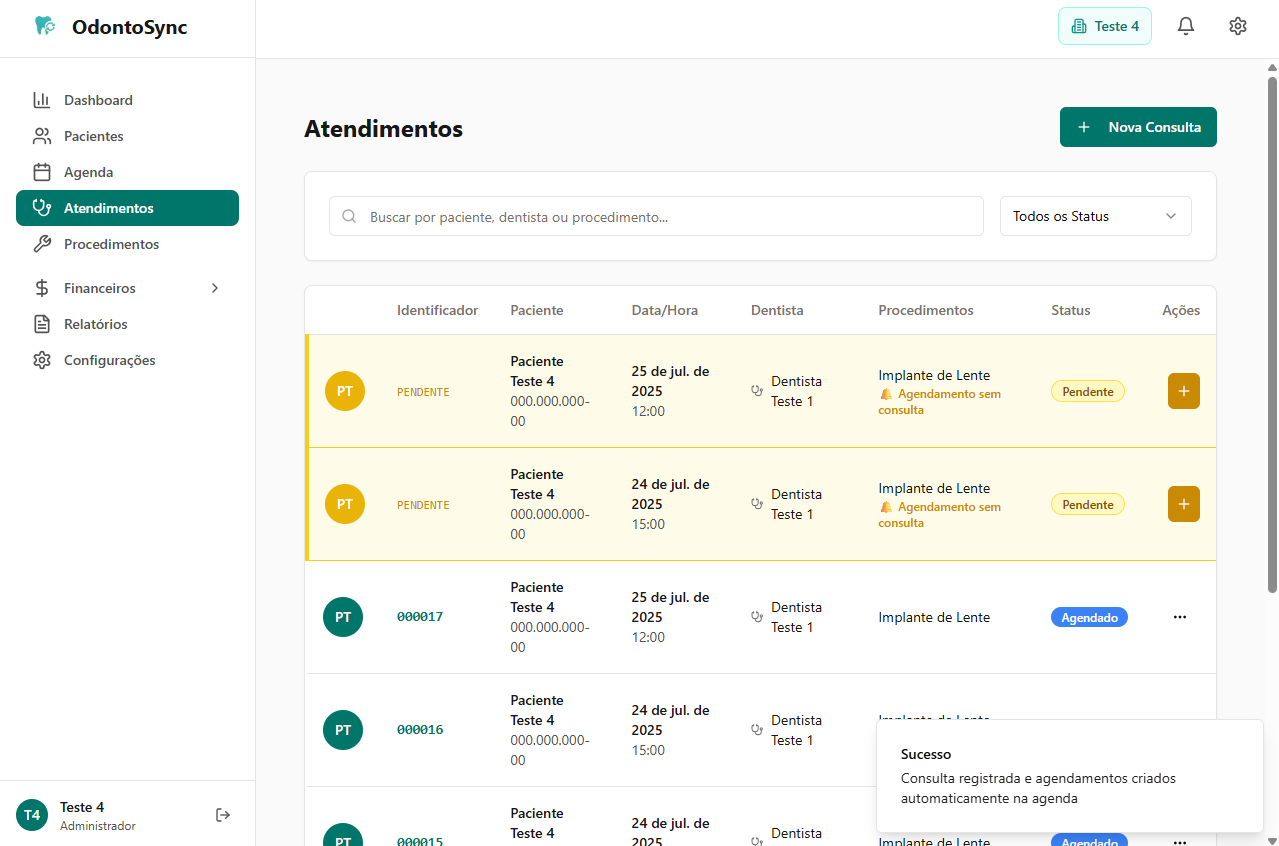 OdontoSync
Teste 4
Dashboard
Pacientes
Agenda
Atendimentos
Procedimentos
Financeiros
Relatórios
Configurações
T4
Teste 4
Administrador
Atendimentos
Nova Consulta
Buscar por paciente, dentista ou procedimento...
Todos os Status
Identificador Paciente Data/Hora Dentista Procedimentos Status Ações
PT
PENDENTE
Paciente
Teste 4
000.000.000-
00
25 de jul. de
2025
12:00
Dentista
Teste 1
Implante de Lente
Agendamento sem
consulta
Pendente
PT
PENDENTE
Paciente
Teste 4
000.000.000-
00
24 de jul. de
2025
15:00
Dentista
Teste 1
Implante de Lente
Agendamento sem
consulta
Pendente
PT
000017
Paciente
Teste 4
000.000.000-
00
25 de jul. de
2025
12:00
Dentista
Teste 1
Implante de Lente
Agendado
PT
000016
Paciente
Teste 4
000.000.000-
00
24 de jul. de
2025
15:00
Dentista
Teste 1
Implante de Lente
PT
000015
Paciente
Teste 4
24 de jul. de
2025
Dentista
Implante de Lente
Agendado
Sucesso
Consulta registrada e agendamentos criados
automaticamente na agenda